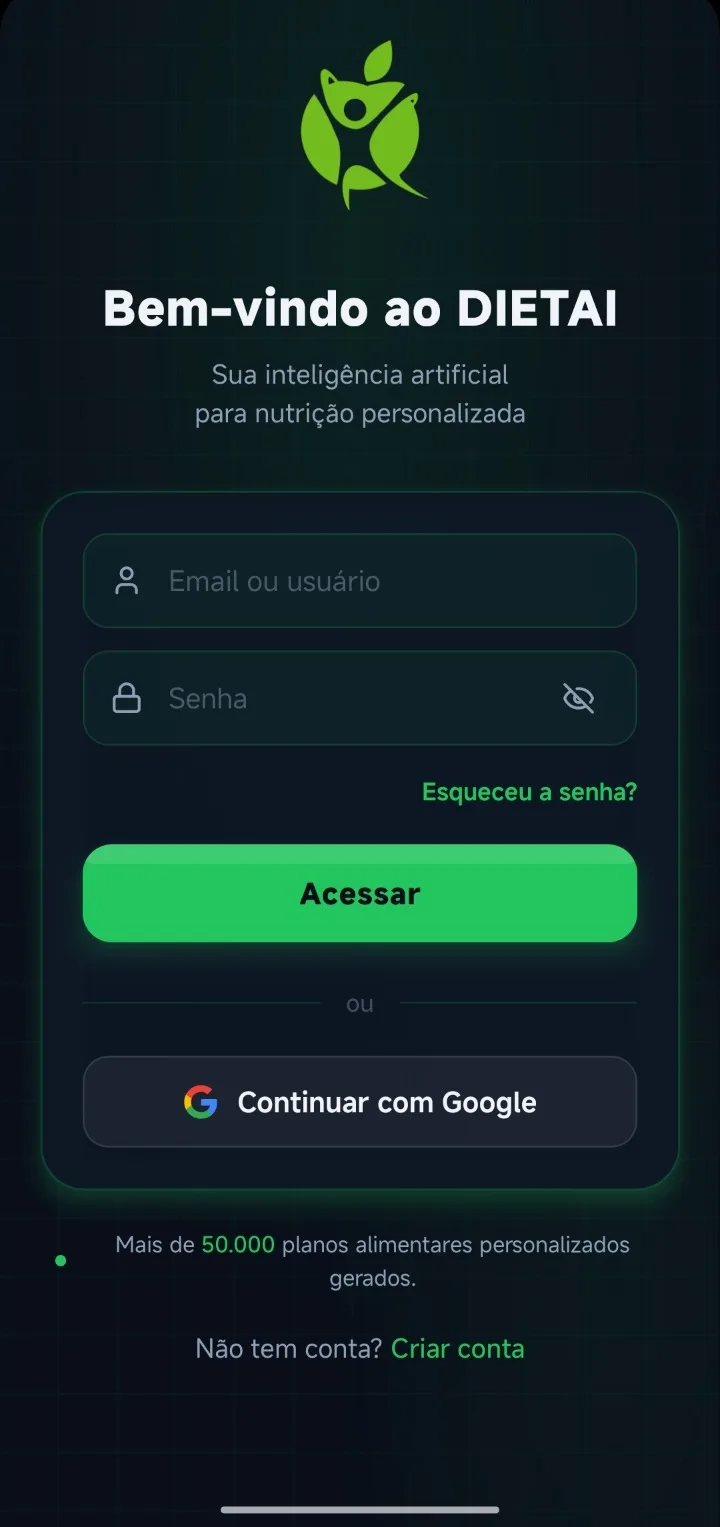 Bem-vindo ao DIETAI
Sua inteligência artificial
para nutrição personalizada
Email ou usuário
Senha
Esqueceu a senha?
Acessar
ou
Continuar com Google
Mais de 50.000 planos alimentares personalizados
gerados.
Não tem conta? Criar conta